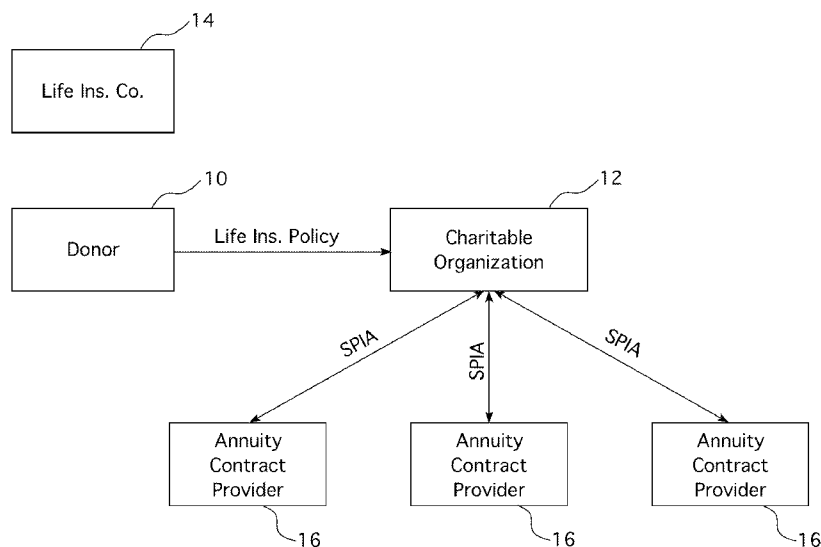 14
Life Ins. Co.
10
12
Donor
Life Ins. Policy
Charitable
Organization
SPIA
SPIA
SPIA
Annuity
Contract
Provider
Annuity
Contract
Provider
Annuity
Contract
Provider
16
16
16